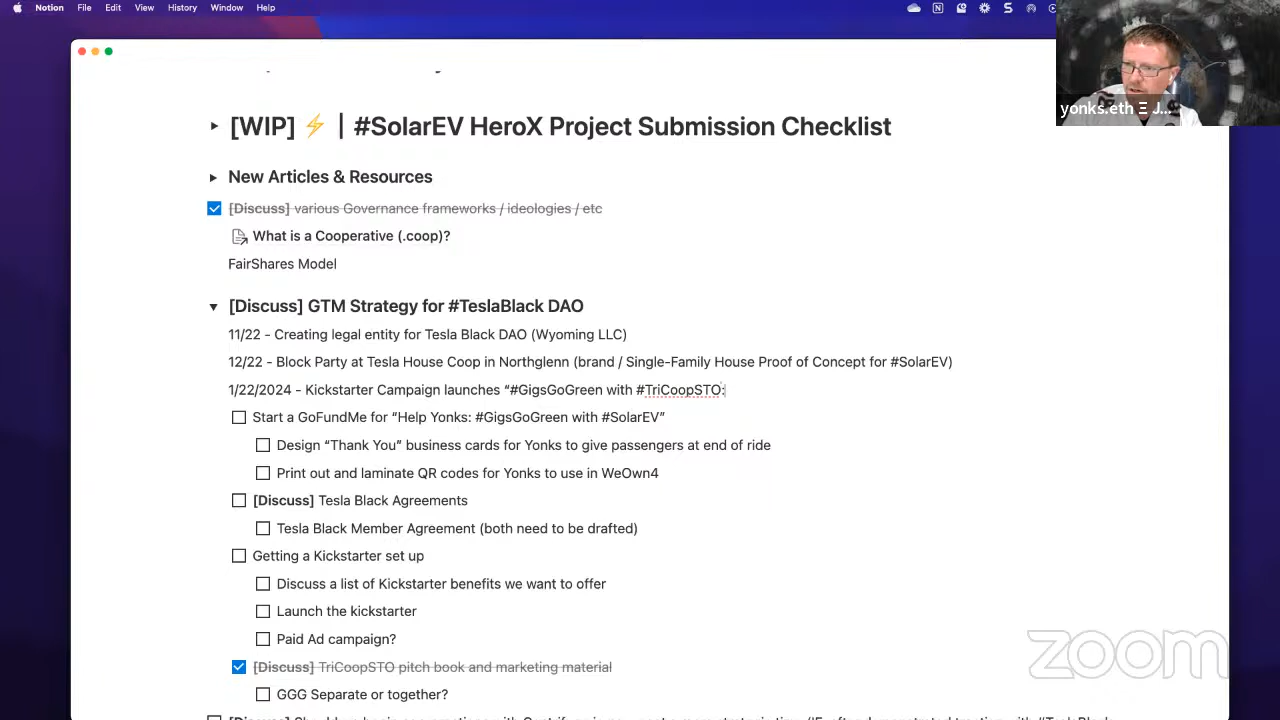 Notion File Edit View History Window Help
yonks.eth Ξ J...
[WIP] ⚡ | #SolarEV HeroX Project Submission Checklist
New Articles & Resources
[Discuss] various Governance frameworks / ideologies / etc
What is a Cooperative (.coop)?
FairShares Model
[Discuss] GTM Strategy for #TeslaBlack DAO
11/22 - Creating legal entity for Tesla Black DAO (Wyoming LLC)
12/22 - Block Party at Tesla House Coop in Northglenn (brand / Single-Family House Proof of Concept for #SolarEV)
1/22/2024 - Kickstarter Campaign launches “#GigsGoGreen with #TriCoopSTO:
Start a GoFundMe for “Help Yonks: #GigsGoGreen with #SolarEV”
Design “Thank You” business cards for Yonks to give passengers at end of ride
Print out and laminate QR codes for Yonks to use in WeOwn4
[Discuss] Tesla Black Agreements
Tesla Black Member Agreement (both need to be drafted)
Getting a Kickstarter set up
Discuss a list of Kickstarter benefits we want to offer
Launch the kickstarter
Paid Ad campaign?
[Discuss] TriCoopSTO pitch book and marketing material
GGG Separate or together?
zoom